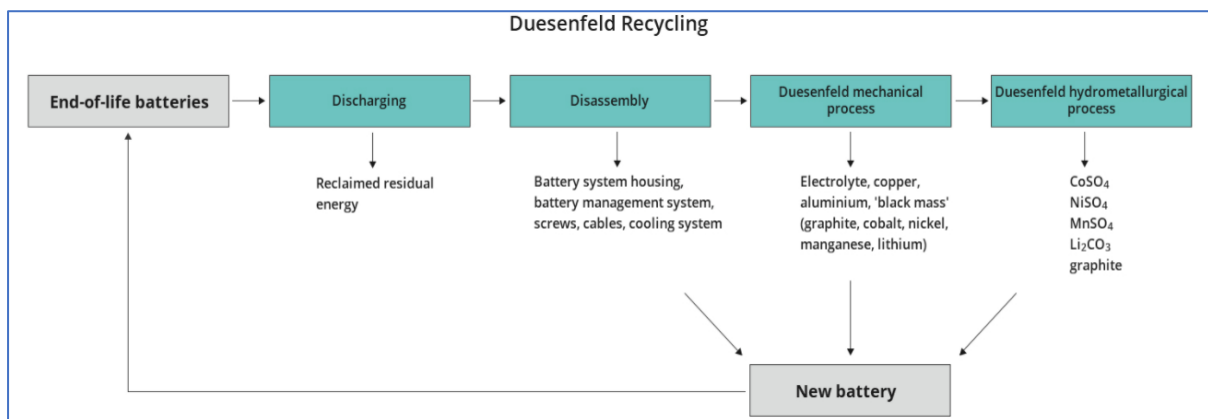 Duesenfeld Recycling
End-of-life batteries
Discharging
Disassembly
Duesenfeld mechanical
process
Duesenfeld hydrometallurgical
process
Reclaimed residual
energy
Battery system housing,
battery management system,
screws, cables, cooling system
Electrolyte, copper,
aluminium, 'black mass'
(graphite, cobalt, nickel,
manganese, lithium)
CoSO₄
NiSO₄
MnSO₄
Li₂CO₃
graphite
New battery